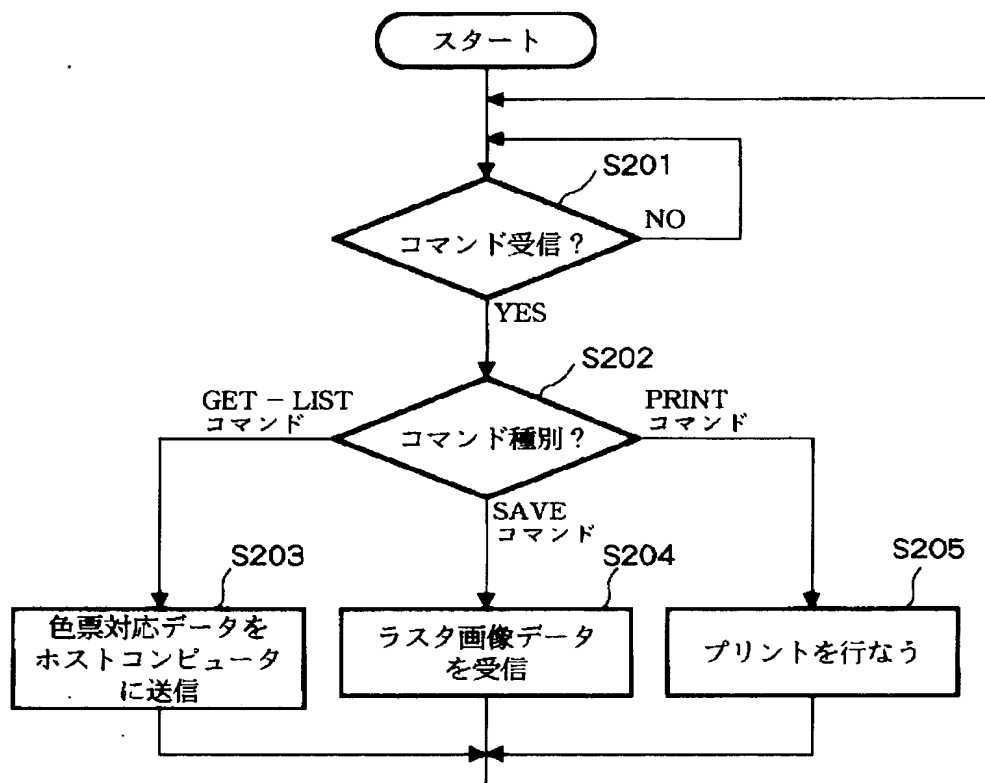 スタート
S201
コマンド受信?
NO
YES
S202
GET − LIST
コマンド
コマンド種別?
PRINT
コマンド
SAVE
コマンド
S203
色票対応データを
ホストコンピュータ
に送信
S204
ラスタ画像データ
を受信
S205
プリントを行なう